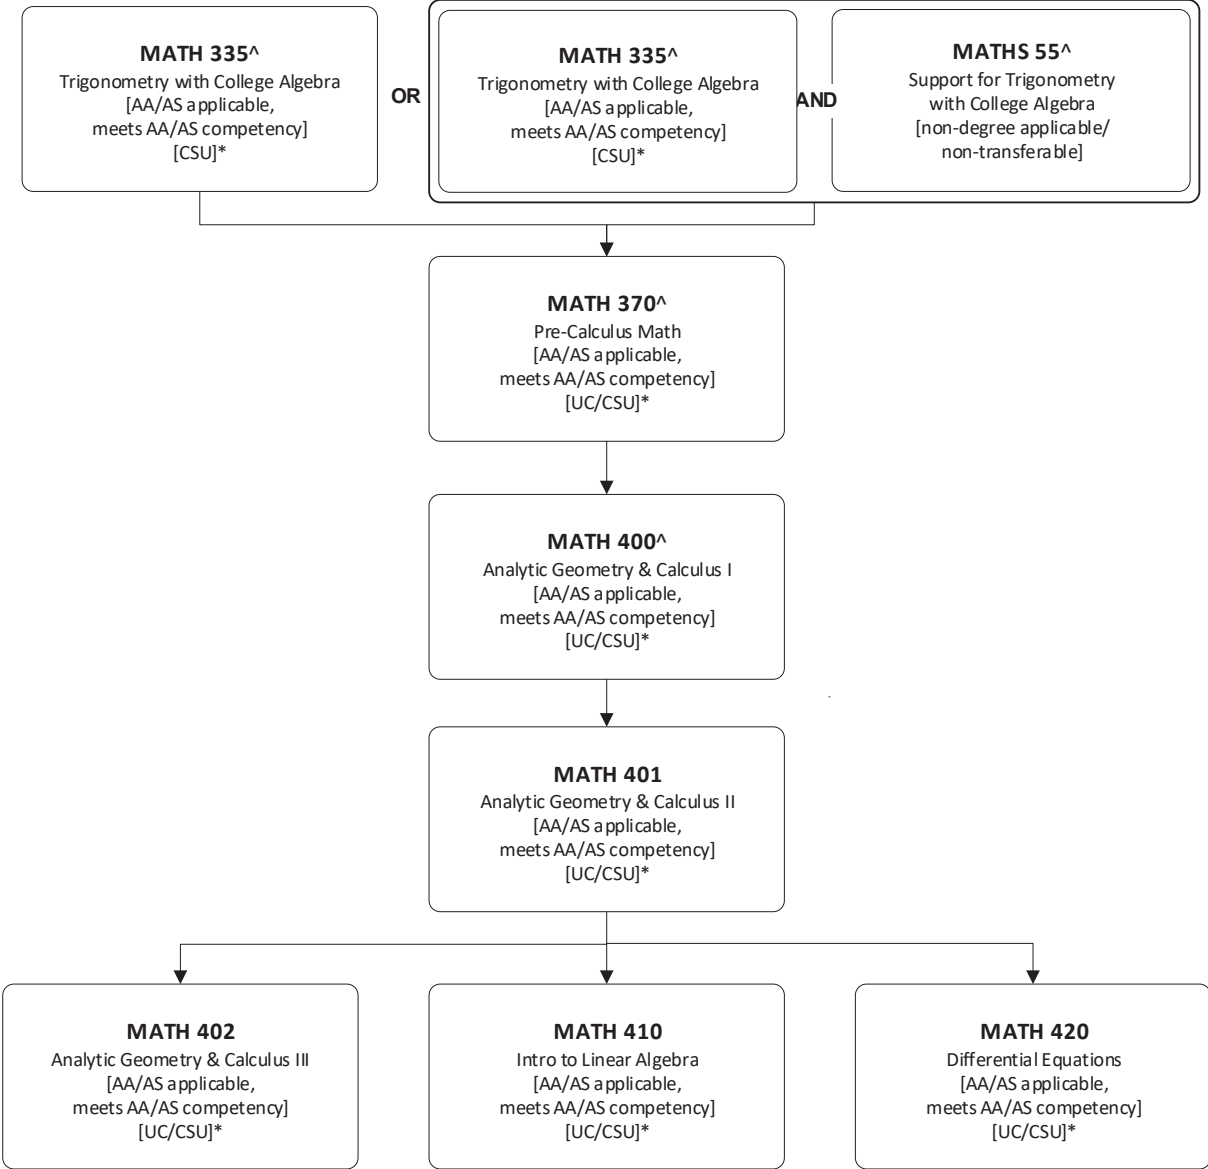 MATH 335^
Trigonometry with College Algebra
[AA/AS applicable,
meets AA/AS competency]
[CSU]*
OR
MATH 335^
Trigonometry with College Algebra
[AA/AS applicable,
meets AA/AS competency]
[CSU]*
AND
MATHS 55^
Support for Trigonometry
with College Algebra
[non-degree applicable/
non-transferable]
MATH 370^
Pre-Calculus Math
[AA/AS applicable,
meets AA/AS competency]
[UC/CSU]*
MATH 400^
Analytic Geometry & Calculus I
[AA/AS applicable,
meets AA/AS competency]
[UC/CSU]*
MATH 401
Analytic Geometry & Calculus II
[AA/AS applicable,
meets AA/AS competency]
[UC/CSU]*
MATH 402
Analytic Geometry & Calculus III
[AA/AS applicable,
meets AA/AS competency]
[UC/CSU]*
MATH 410
Intro to Linear Algebra
[AA/AS applicable,
meets AA/AS competency]
[UC/CSU]*
MATH 420
Differential Equations
[AA/AS applicable,
meets AA/AS competency]
[UC/CSU]*